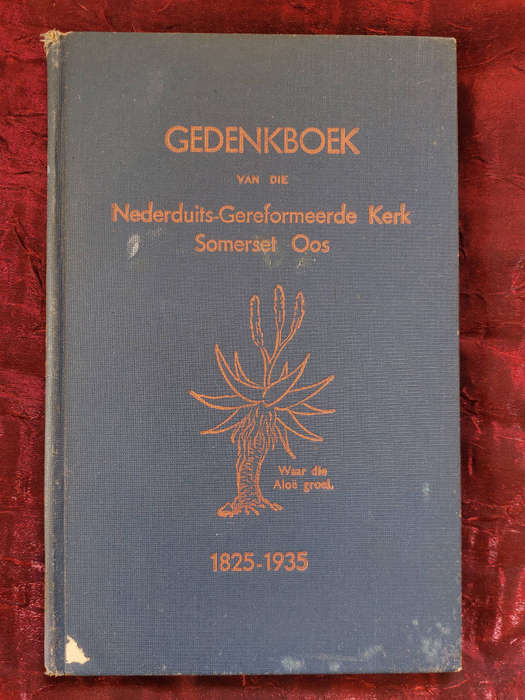 GEDENKBOEK
VAN DIE
Nederduits-Gereformeerde Kerk
Somerset Oos
Waar die
Aloë groei.
1825-1935